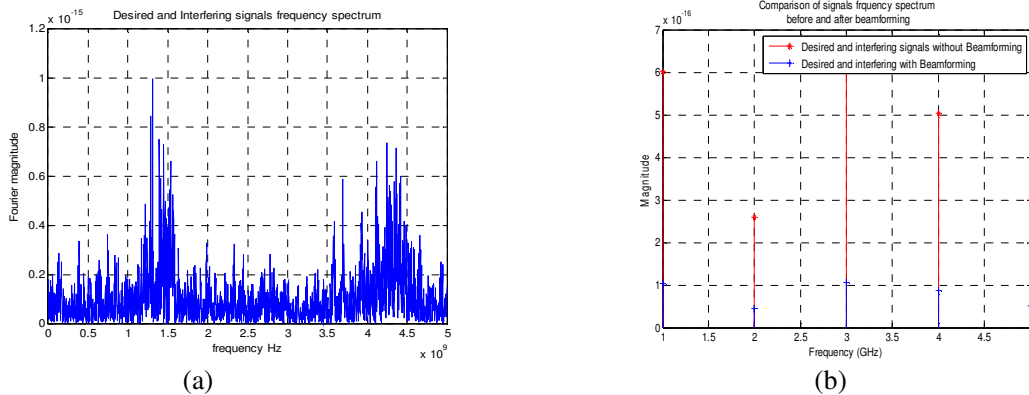 Desired and Interfering signals frequency spectrum
x 10^-15
1.2
1
0.8
0.6
0.4
0.2
0
Fourier magnitude
0 0.5 1 1.5 2 2.5 3 3.5 4 4.5 5
x 10^9
frequency Hz
(a)
Comparison of signals frquency spectrum
before and after beamforming
x 10^-16
7
6
5
4
3
2
1
0
Magnitude
Desired and interfering signals without Beamforming
Desired and interfering with Beamforming
1 1.5 2 2.5 3 3.5 4 4.5 5
Frequency (GHz)
(b)